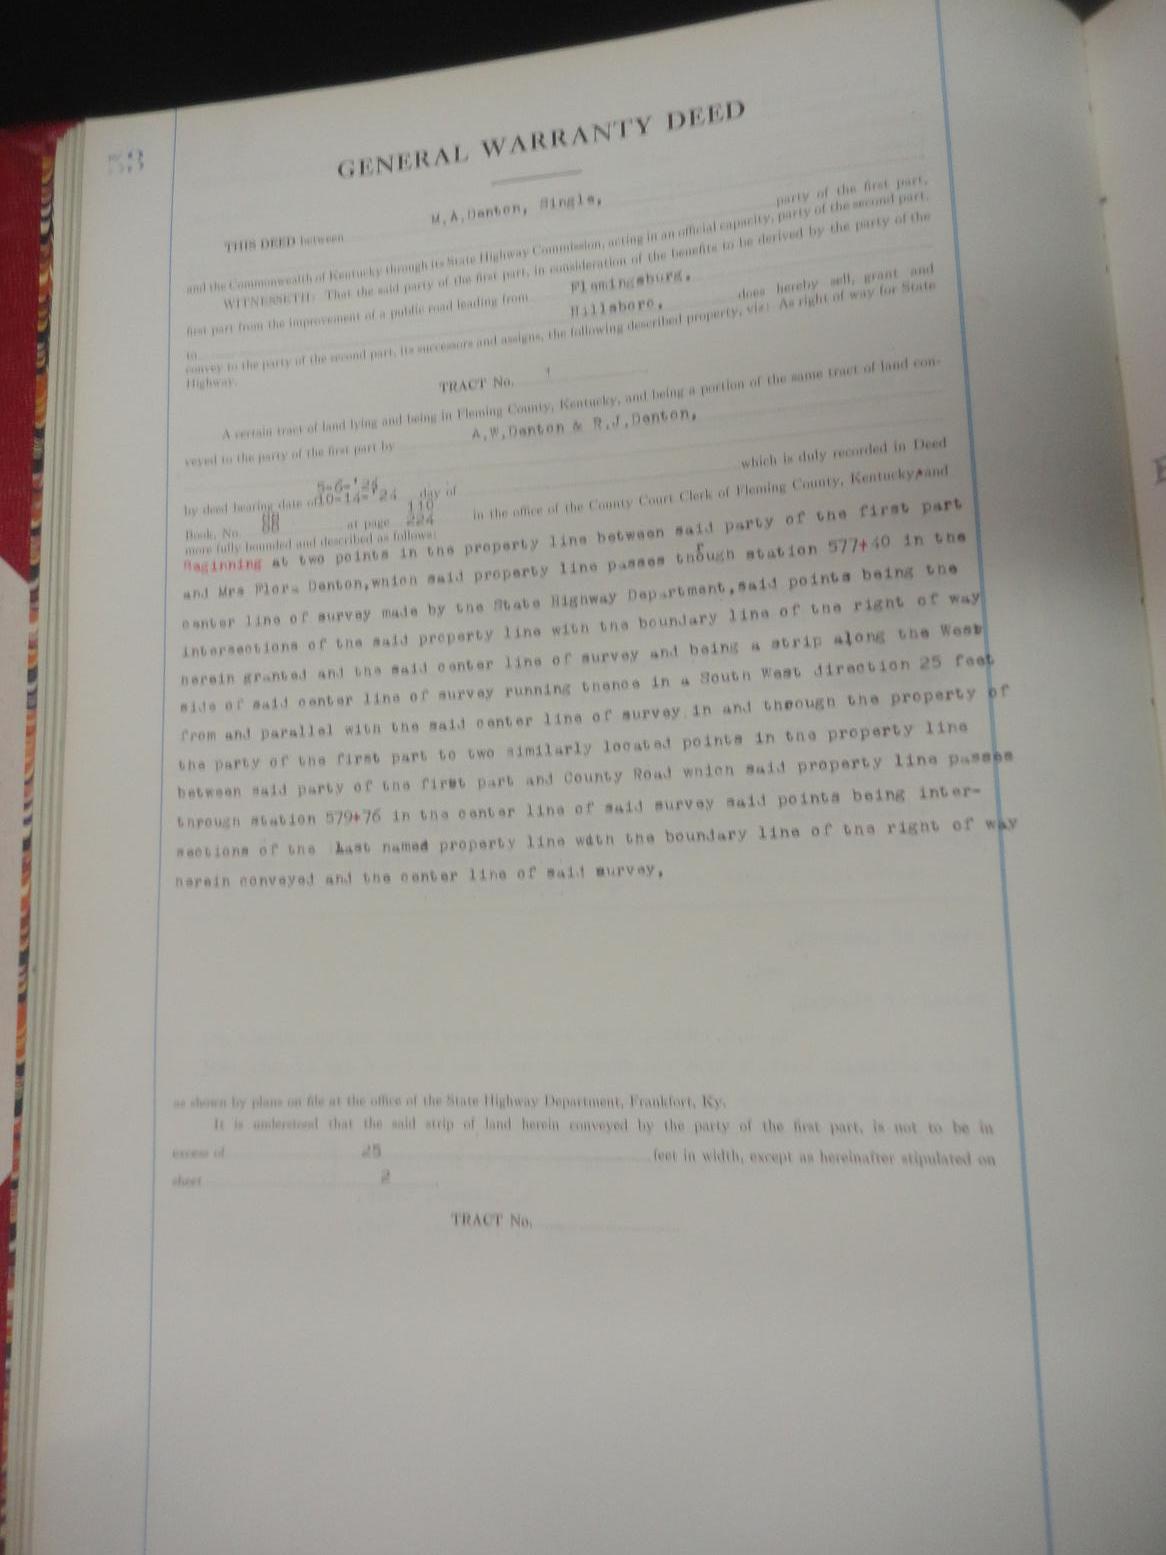 53
GENERAL WARRANTY DEED
THIS DEED between M.A.Denton, Single, party of the first part,
and the Commonwealth of Kentucky through its State Highway Commission, acting in an official capacity, party of the second part.
WITNESSETH: That the said party of the first part, in consideration of the benefits to be derived by the party of the
first part from the improvement of a public road leading from Flemingsburg,
to Hillsboro, does hereby sell, grant and
convey to the party of the second part, its successors and assigns, the following described property, viz: As right of way for State
Highway.
TRACT No. 1
A certain tract of land lying and being in Fleming County, Kentucky, and being a portion of the same tract of land con-
veyed to the party of the first part by A.W.Denton & R.J.Denton,
which is duly recorded in Deed
5-6-'24
by deed bearing date of 10-14-'24 day of
88 110
Book, No. 88 at page 224 in the office of the County Court Clerk of Fleming County, Kentucky, and
more fully bounded and described as follows:
Beginning at two points in the property line between said party of the first part
and Mrs Flora Denton,which said property line passes though station 577+40 in the
center line of survey made by the State Highway Department,said points being the
intersections of the said property line with the boundary line of the right of way
herein granted and the said center line of survey and being a strip along the West
side of said center line of survey running thence in a South West direction 25 feet
from and parallel with the said center line of survey in and through the property of
the party of the first part to two similarly located points in the property line
between said party of the first part and County Road which said property line passes
through station 579+76 in the center line of said survey said points being inter-
sections of the last named property line with the boundary line of the right of way
herein conveyed and the center line of said survey,
as shown by plans on file at the office of the State Highway Department, Frankfort, Ky.
It is understood that the said strip of land herein conveyed by the party of the first part, is not to be in
excess of 25 feet in width, except as hereinafter stipulated on
sheet 2
TRACT No.